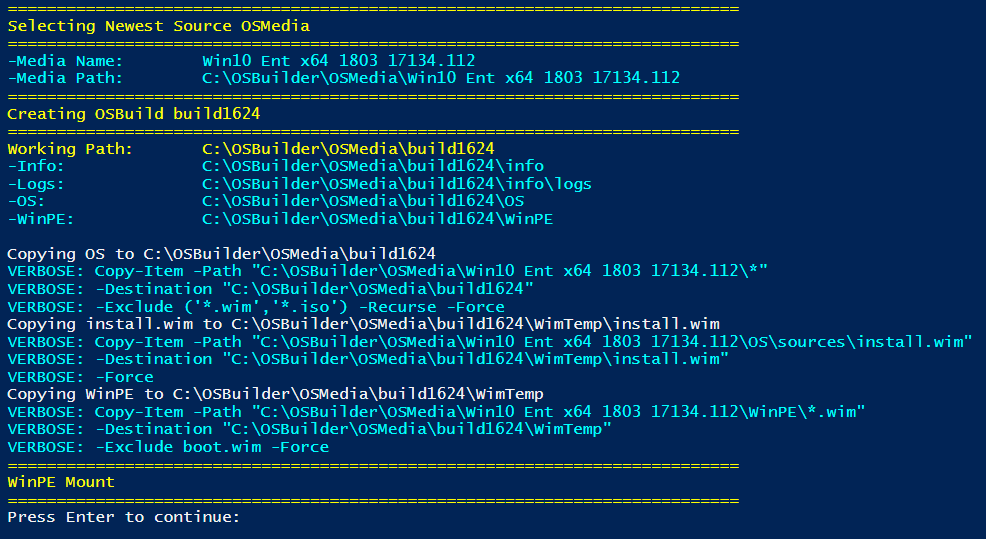 ===========================================================================
Selecting Newest Source OSMedia
===========================================================================
-Media Name:        Win10 Ent x64 1803 17134.112
-Media Path:        C:\OSBuilder\OSMedia\Win10 Ent x64 1803 17134.112
===========================================================================
Creating OSBuild build1624
===========================================================================
Working Path:       C:\OSBuilder\OSMedia\build1624
-Info:              C:\OSBuilder\OSMedia\build1624\info
-Logs:              C:\OSBuilder\OSMedia\build1624\info\logs
-OS:                C:\OSBuilder\OSMedia\build1624\OS
-WinPE:             C:\OSBuilder\OSMedia\build1624\WinPE
Copying OS to C:\OSBuilder\OSMedia\build1624
VERBOSE: Copy-Item -Path "C:\OSBuilder\OSMedia\Win10 Ent x64 1803 17134.112\*"
VERBOSE: -Destination "C:\OSBuilder\OSMedia\build1624"
VERBOSE: -Exclude ('*.wim','*.iso') -Recurse -Force
Copying install.wim to C:\OSBuilder\OSMedia\build1624\WimTemp\install.wim
VERBOSE: Copy-Item -Path "C:\OSBuilder\OSMedia\Win10 Ent x64 1803 17134.112\OS\sources\install.wim"
VERBOSE: -Destination "C:\OSBuilder\OSMedia\build1624\WimTemp\install.wim"
VERBOSE: -Force
Copying WinPE to C:\OSBuilder\OSMedia\build1624\WimTemp
VERBOSE: Copy-Item -Path "C:\OSBuilder\OSMedia\Win10 Ent x64 1803 17134.112\WinPE\*.wim"
VERBOSE: -Destination "C:\OSBuilder\OSMedia\build1624\WimTemp"
VERBOSE: -Exclude boot.wim -Force
===========================================================================
WinPE Mount
===========================================================================
Press Enter to continue: